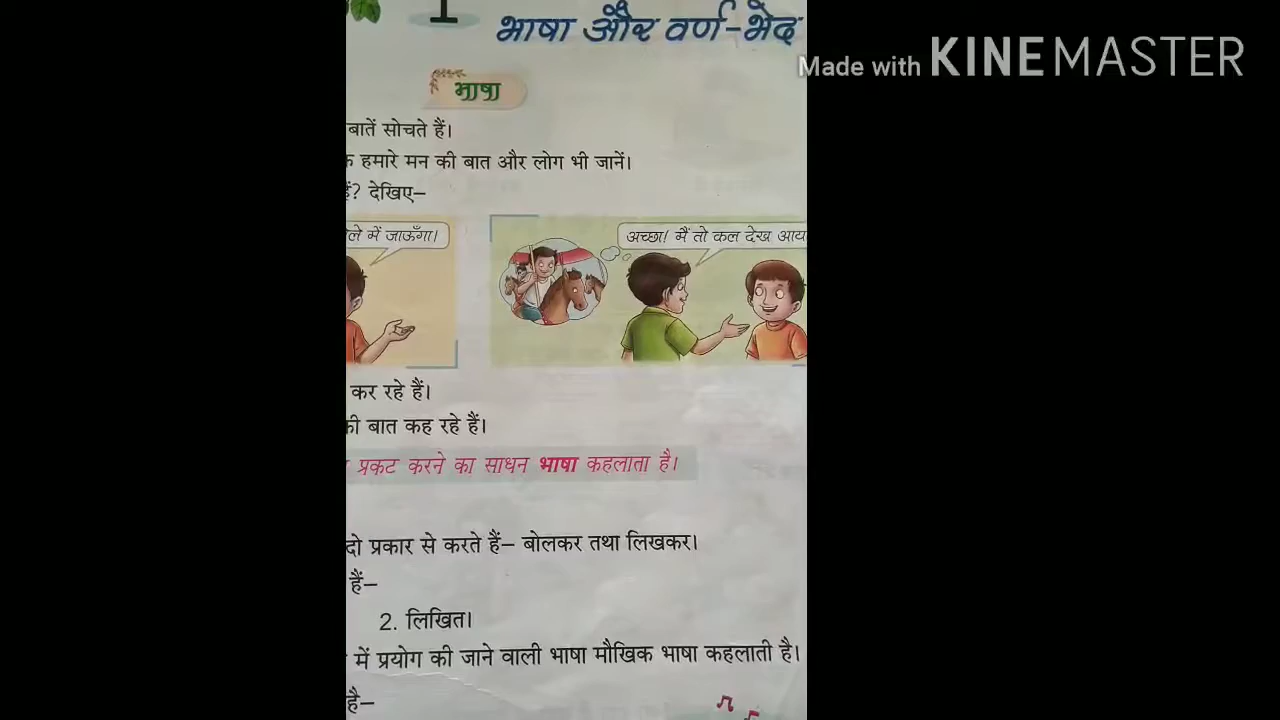 1
भाषा और वर्ण-भेद
Made with KINEMASTER
भाषा
बातें सोचते हैं।
हमारे मन की बात और लोग भी जानें।
हैं? देखिए–
में जाऊँगा।
अच्छा! मैं तो कल देख
कर रहे हैं।
की बात कह रहे हैं।
प्रकट करने का साधन भाषा कहलाता है।
दो प्रकार से करते हैं– बोलकर तथा लिखकर।
हैं–
2. लिखित।
में प्रयोग की जाने वाली भाषा मौखिक भाषा कहलाती है।
है–